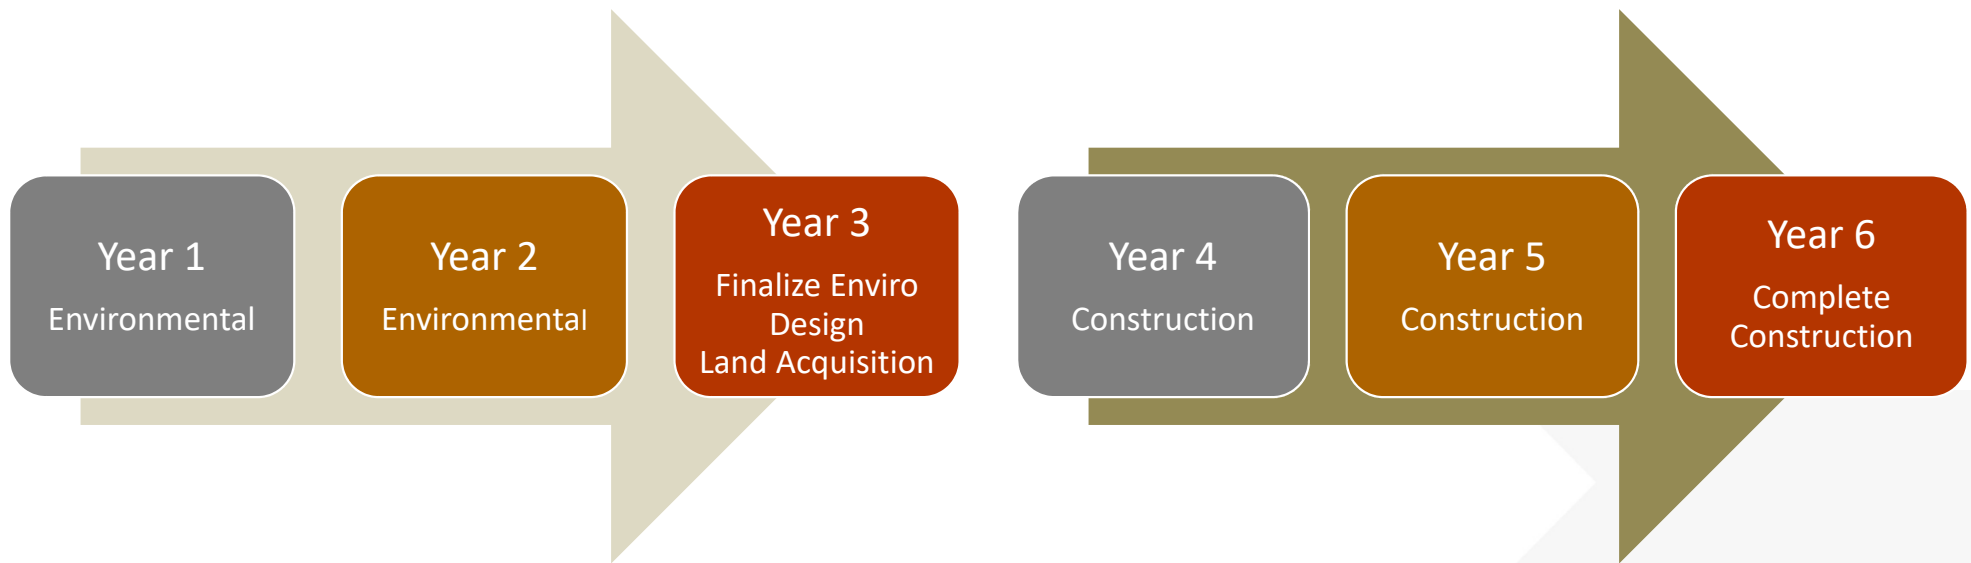 Year 1
Environmental
Year 2
Environmental
Year 3
Finalize Enviro
Design
Land Acquisition
Year 4
Construction
Year 5
Construction
Year 6
Complete
Construction